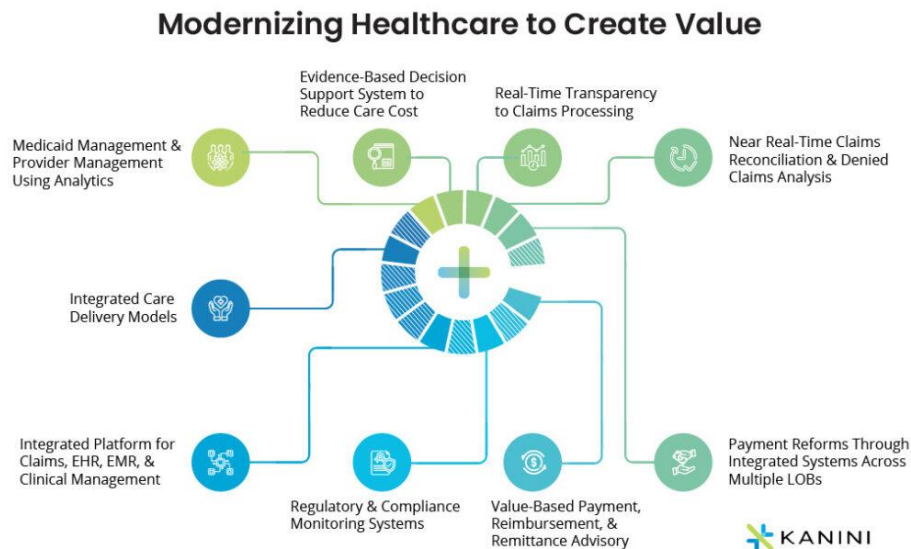 Modernizing Healthcare to Create Value
Evidence-Based Decision
Support System to
Reduce Care Cost
Real-Time Transparency
to Claims Processing
Medicaid Management &
Provider Management
Using Analytics
Near Real-Time Claims
Reconciliation & Denied
Claims Analysis
Integrated Care
Delivery Models
Integrated Platform for
Claims, EHR, EMR, &
Clinical Management
Regulatory & Compliance
Monitoring Systems
Value-Based Payment,
Reimbursement, &
Remittance Advisory
Payment Reforms Through
Integrated Systems Across
Multiple LOBs
KANINI